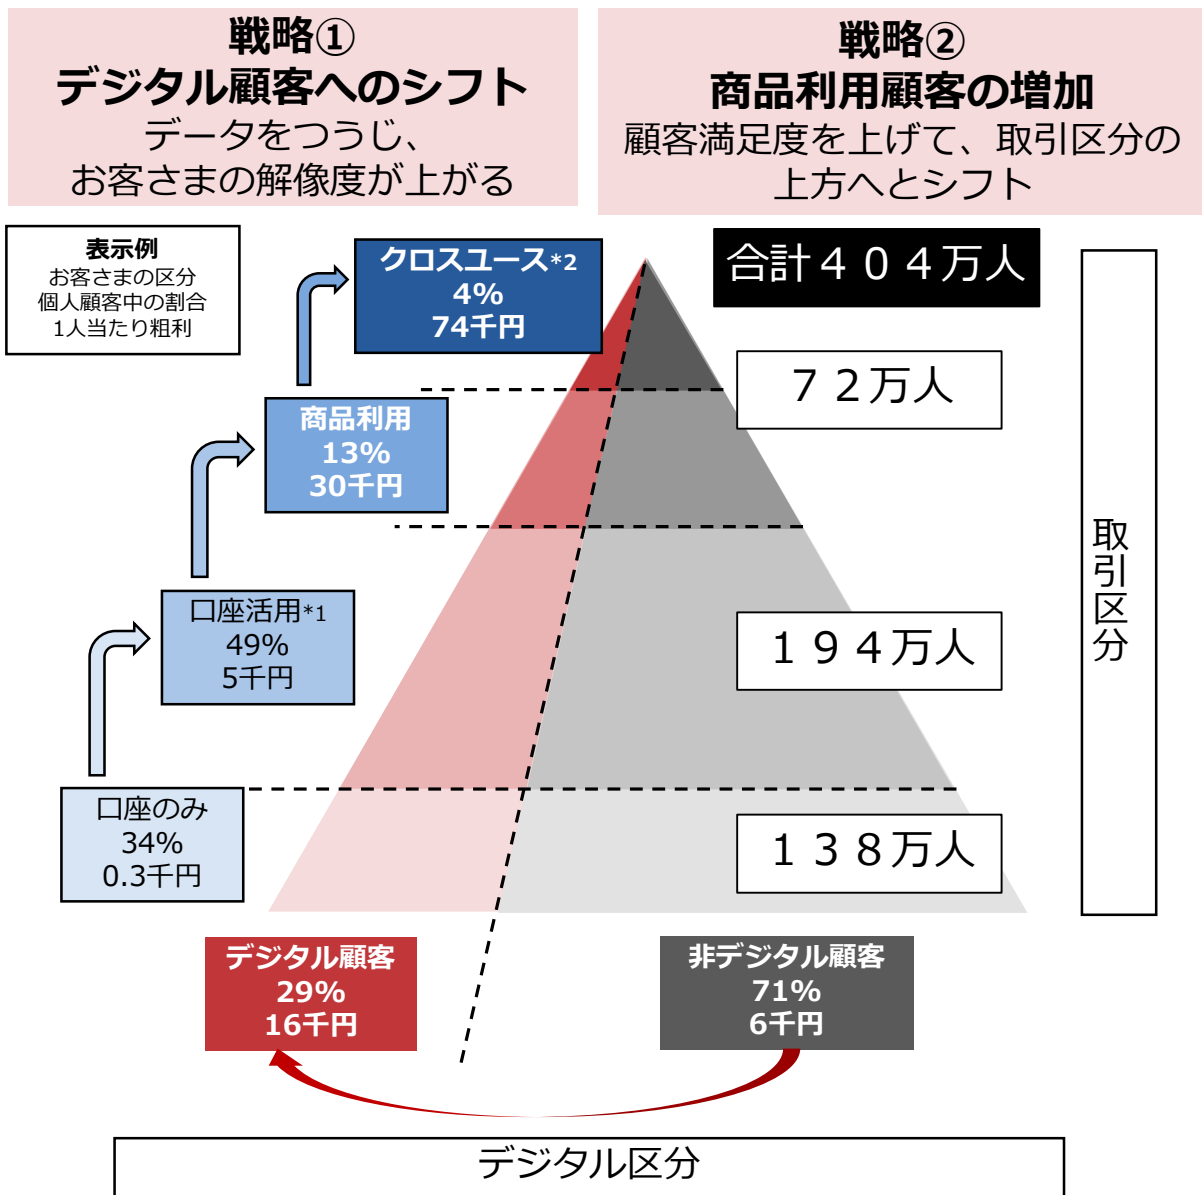 戦略①
デジタル顧客へのシフト
データをつうじ、
お客さまの解像度が上がる
戦略②
商品利用顧客の増加
顧客満足度を上げて、取引区分の
上方へとシフト
表示例
お客さまの区分
個人顧客中の割合
1人当たり粗利
クロスユース*2
4%
74千円
合計４０４万人
７２万人
商品利用
13%
30千円
取引区分
口座活用*1
49%
5千円
１９４万人
口座のみ
34%
0.3千円
１３８万人
デジタル顧客
29%
16千円
非デジタル顧客
71%
6千円
デジタル区分